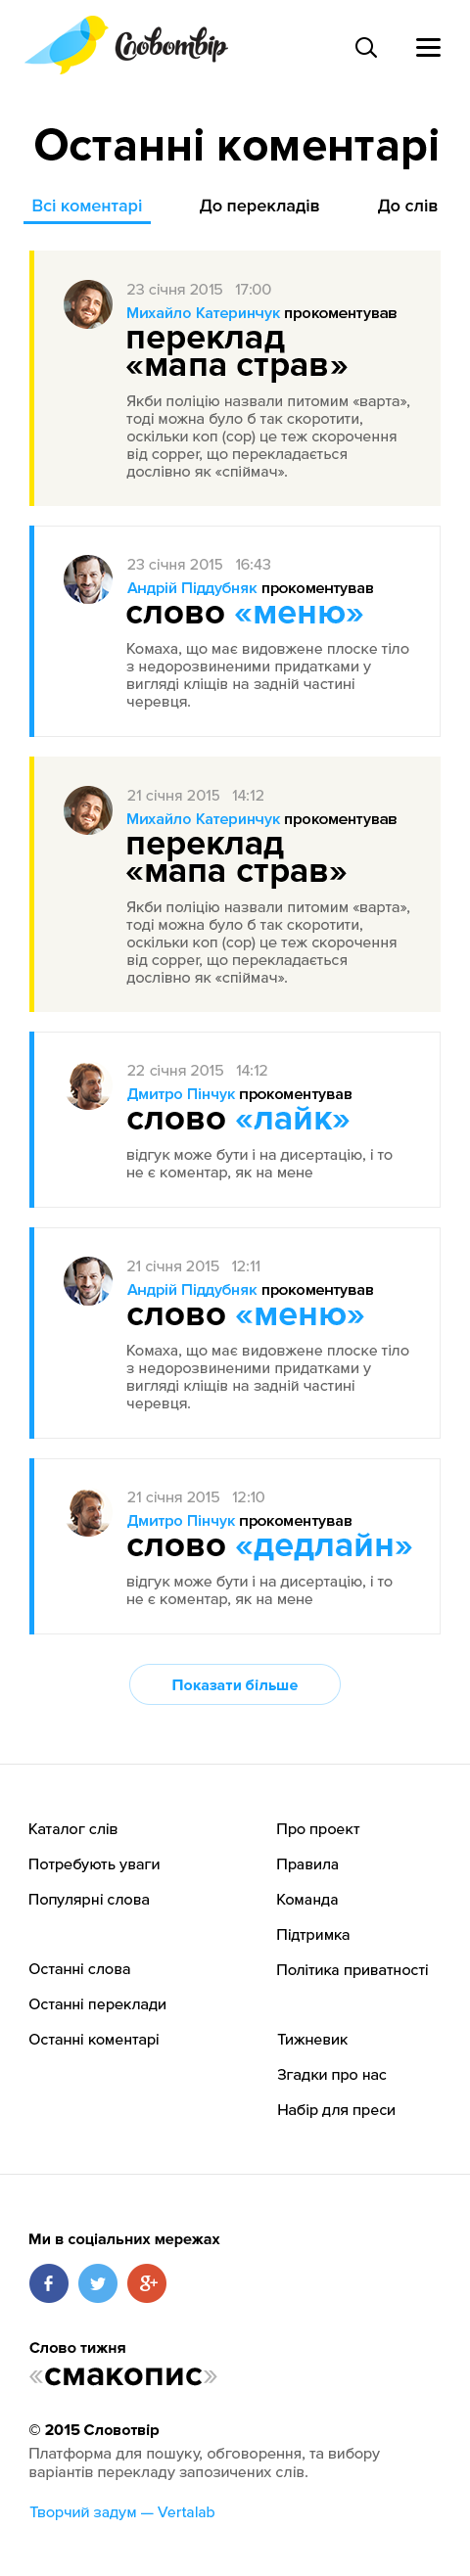 Словотвір
Останні коментарі
Всі коментарі До перекладів До слів
23 січня 2015 17:00
Михайло Катеринчук прокоментував
переклад
«мапа страв»
Якби поліцію назвали питомим «варта»,
тоді можна було б так скоротити,
оскільки коп (cop) це теж скорочення
від copper, що перекладається
дослівно як «спіймач».
23 січня 2015 16:43
Андрій Піддубняк прокоментував
слово «меню»
Комаха, що має видовжене плоске тіло
з недорозвиненими придатками у
вигляді кліщів на задній частині
черевця.
21 січня 2015 14:12
Михайло Катеринчук прокоментував
переклад
«мапа страв»
Якби поліцію назвали питомим «варта»,
тоді можна було б так скоротити,
оскільки коп (cop) це теж скорочення
від copper, що перекладається
дослівно як «спіймач».
22 січня 2015 14:12
Дмитро Пінчук прокоментував
слово «лайк»
відгук може бути і на дисертацію, і то
не є коментар, як на мене
21 січня 2015 12:11
Андрій Піддубняк прокоментував
слово «меню»
Комаха, що має видовжене плоске тіло
з недорозвиненими придатками у
вигляді кліщів на задній частині
черевця.
21 січня 2015 12:10
Дмитро Пінчук прокоментував
слово «дедлайн»
відгук може бути і на дисертацію, і то
не є коментар, як на мене
Показати більше
Каталог слів
Потребують уваги
Популярні слова
Останні слова
Останні переклади
Останні коментарі
Про проект
Правила
Команда
Підтримка
Політика приватності
Тижневик
Згадки про нас
Набір для преси
Ми в соціальних мережах
Слово тижня
«смакопис»
© 2015 Словотвір
Платформа для пошуку, обговорення, та вибору
варіантів перекладу запозичених слів.
Творчий задум — Vertalab